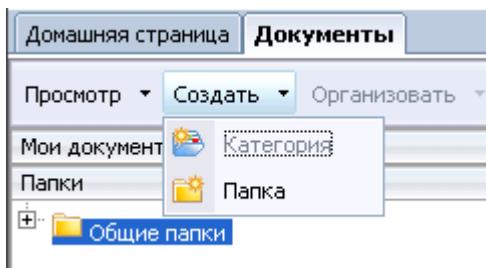 Домашняя страница Документы
Просмотр Создать Организовать
Мои документ
Категория
Папки
Папка
Общие папки